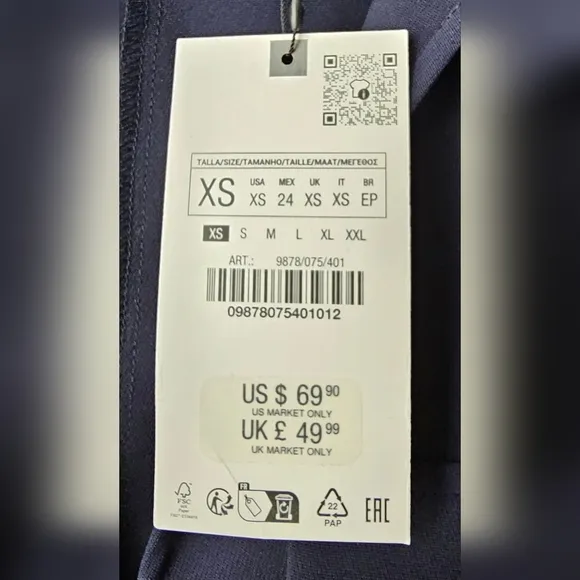 TALLA/SIZE/TAMANHO/TAILLE/MAAT/ΜΕΓΕΘΟΣ
XS
USA MEX UK IT BR
XS 24 XS XS EP
XS S M L XL XXL
ART.: 9878/075/401
09878075401012
US $ 69 90
US MARKET ONLY
UK £ 49 99
UK MARKET ONLY
FSC
Paper
FR
22
PAP
EAC